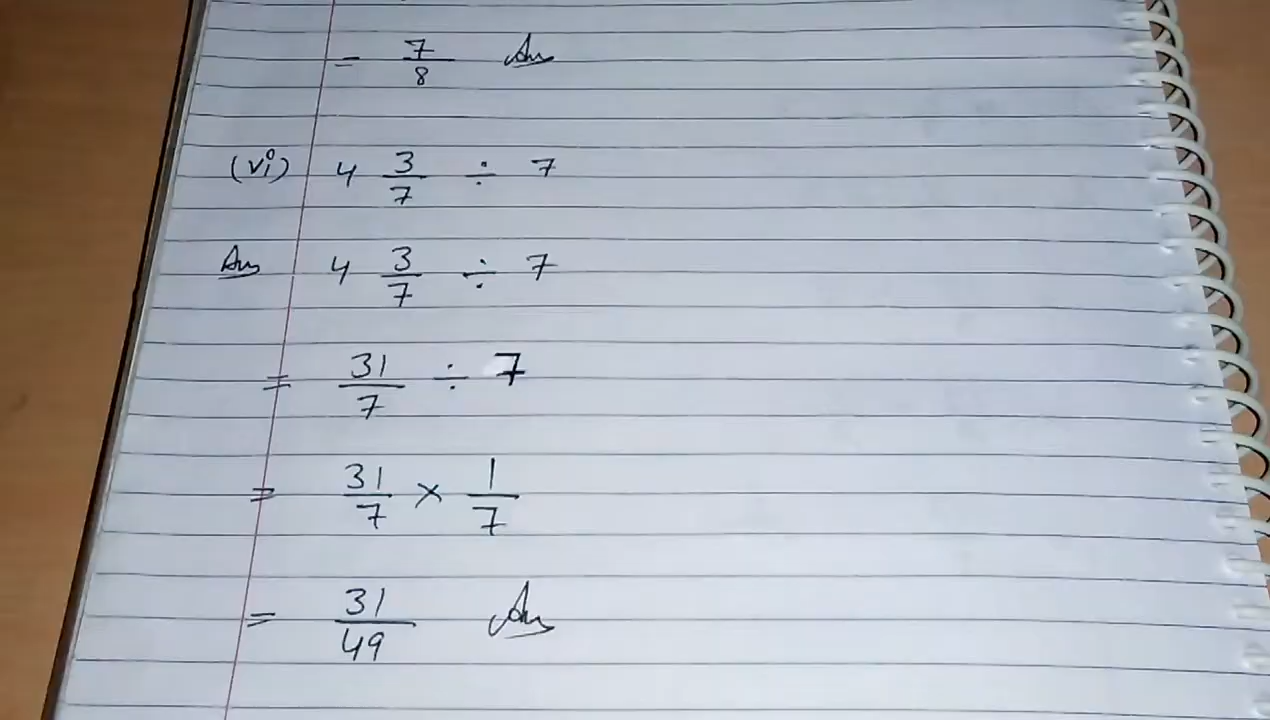 = 7/8 Ans
(vi) 4 3/7 ÷ 7
Ans 4 3/7 ÷ 7
= 31/7 ÷ 7
= 31/7 × 1/7
= 31/49 Ans